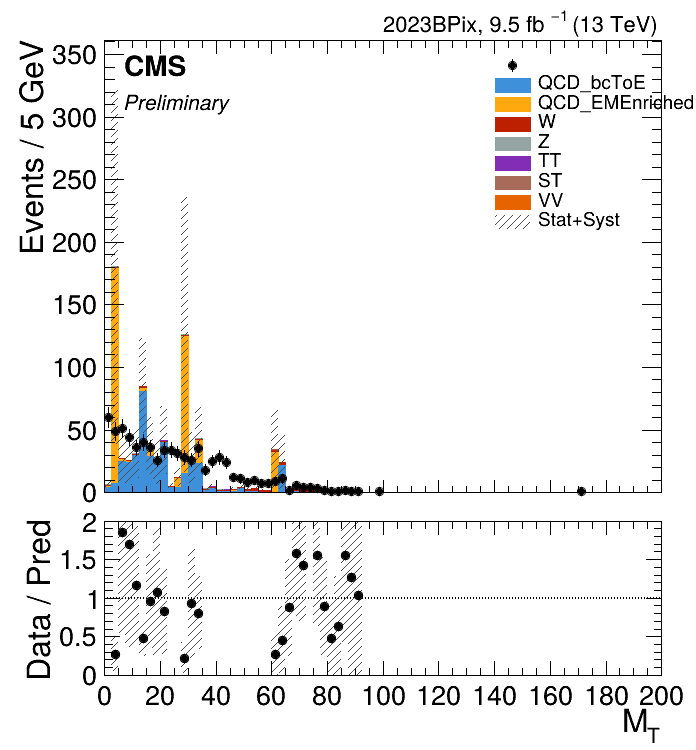 2023BPix, 9.5 fb⁻¹ (13 TeV)
CMS
Preliminary
QCD_bcToE
QCD_EMEnriched
W
Z
TT
ST
VV
Stat+Syst
Events / 5 GeV
350
300
250
200
150
100
50
0
Data / Pred
2
1.5
1
0.5
0
0 20 40 60 80 100 120 140 160 180 200
M_T